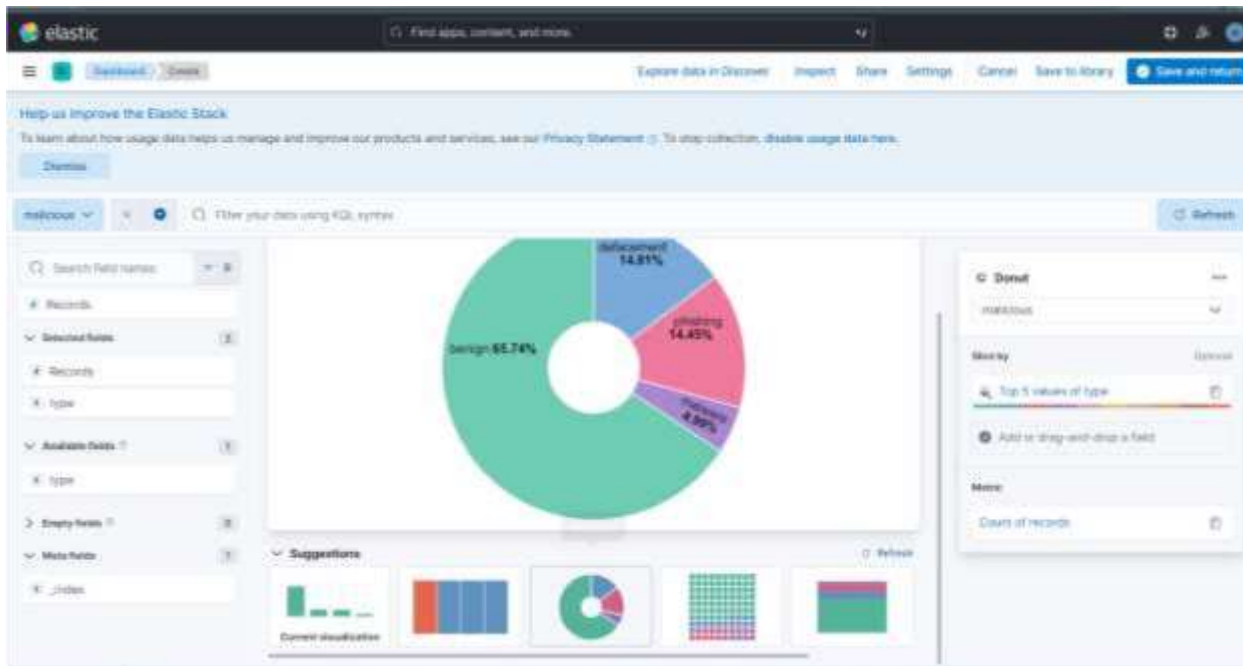 elastic
Find apps, content, and more.
Dashboard Create
Explore data in Discover Inspect Share Settings Cancel Save to library Save and return
Help us improve the Elastic Stack
To learn about how usage data helps us manage and improve our products and services, see our Privacy Statement. To stop collection, disable usage data here.
Dismiss
malicious
Filter your data using KQL syntax
Refresh
Search field names
Records
Selected fields 2
Records
type
Available fields 1
type
Empty fields
Meta fields 1
_index
defacement
14.81%
phishing
14.45%
benign 65.74%
4.99%
Suggestions
Refresh
Current visualization
Donut
malicious
Slice by Optional
Top 5 values of type
Add or drag-and-drop a field
Metric
Count of records